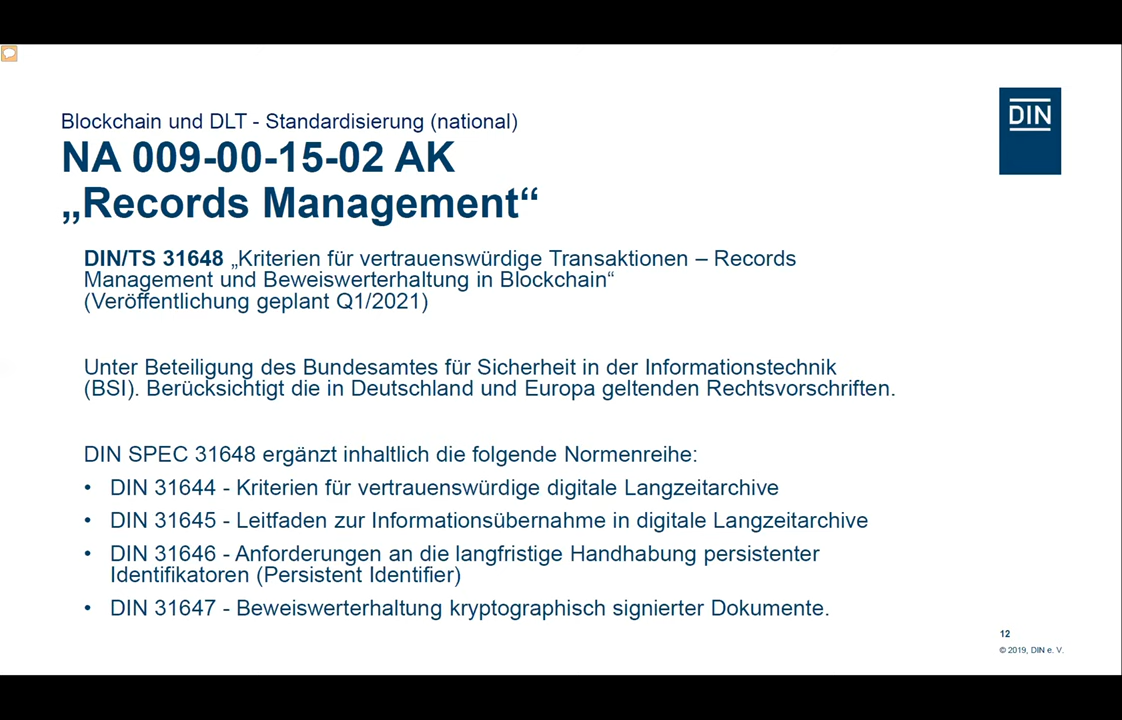 Blockchain und DLT - Standardisierung (national)
NA 009-00-15-02 AK
„Records Management“
DIN
DIN/TS 31648 „Kriterien für vertrauenswürdige Transaktionen – Records
Management und Beweiswerterhaltung in Blockchain“
(Veröffentlichung geplant Q1/2021)
Unter Beteiligung des Bundesamtes für Sicherheit in der Informationstechnik
(BSI). Berücksichtigt die in Deutschland und Europa geltenden Rechtsvorschriften.
DIN SPEC 31648 ergänzt inhaltlich die folgende Normenreihe:
• DIN 31644 - Kriterien für vertrauenswürdige digitale Langzeitarchive
• DIN 31645 - Leitfaden zur Informationsübernahme in digitale Langzeitarchive
• DIN 31646 - Anforderungen an die langfristige Handhabung persistenter
Identifikatoren (Persistent Identifier)
• DIN 31647 - Beweiswerterhaltung kryptographisch signierter Dokumente.
12
© 2019, DIN e. V.